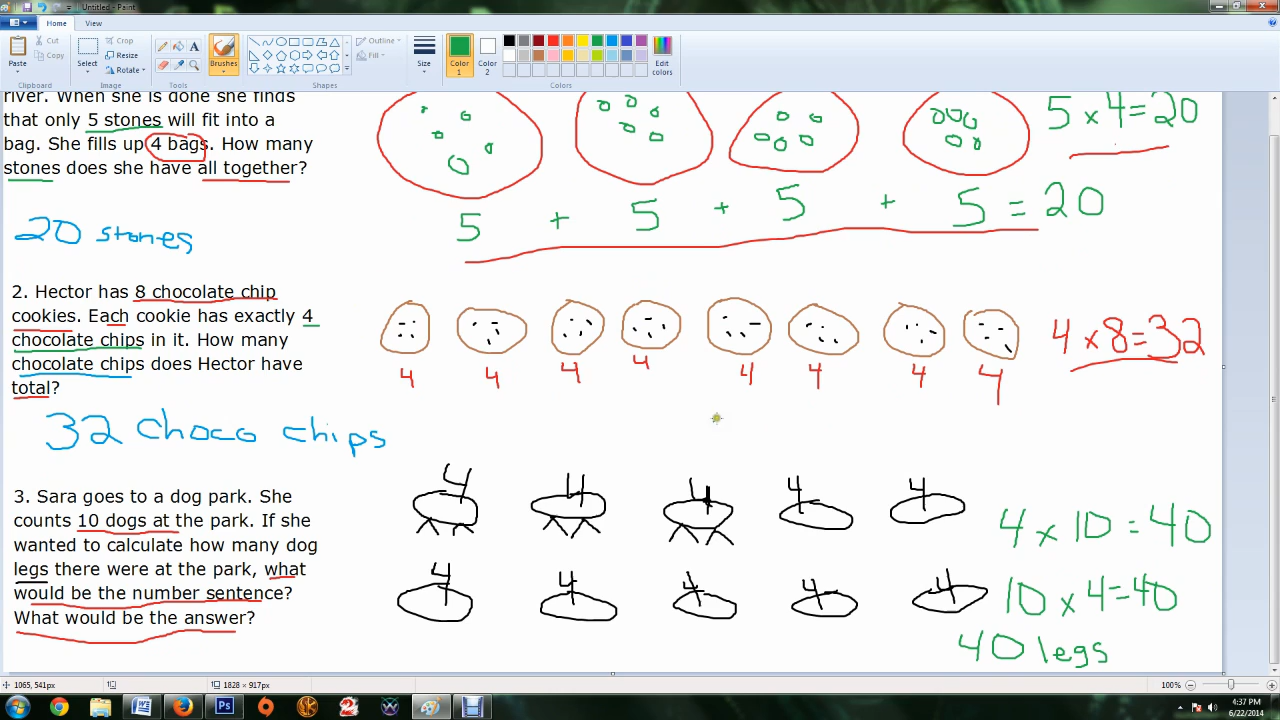 Untitled - Paint
Home View
Cut
Copy
Paste
Clipboard
Select
Crop
Resize
Rotate
Image
Tools
Brushes
Outline
Fill
Shapes
Size
Color 1
Color 2
Edit colors
Colors
river. When she is done she finds
that only 5 stones will fit into a
bag. She fills up 4 bags. How many
stones does she have all together?
5 x 4 = 20
5 + 5 + 5 + 5 = 20
20 stones
2. Hector has 8 chocolate chip
cookies. Each cookie has exactly 4
chocolate chips in it. How many
chocolate chips does Hector have
total?
4 4 4 4 4 4 4 4
4 x 8 = 32
32 choco chips
3. Sara goes to a dog park. She
counts 10 dogs at the park. If she
wanted to calculate how many dog
legs there were at the park, what
would be the number sentence?
What would be the answer?
4 4 4 4 4
4 4 4 4 4
4 x 10 = 40
10 x 4 = 40
40 legs
1065, 541px
1828 × 917px
100%
4:37 PM
6/22/2014